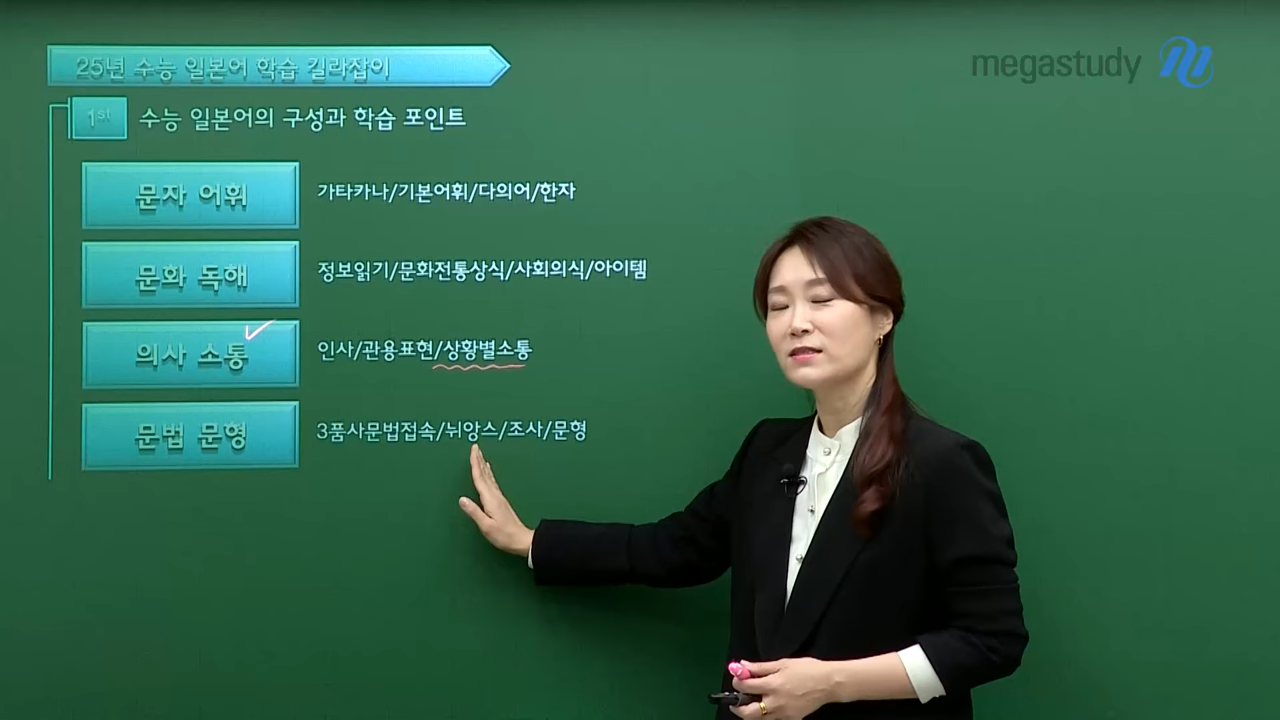 25년 수능 일본어 학습 길라잡이
megastudy
1st 수능 일본어의 구성과 학습 포인트
문자 어휘 가타카나/기본어휘/다의어/한자
문화 독해 정보읽기/문화전통상식/사회의식/아이템
의사 소통 인사/관용표현/상황별소통
문법 문형 3품사문법접속/뉘앙스/조사/문형